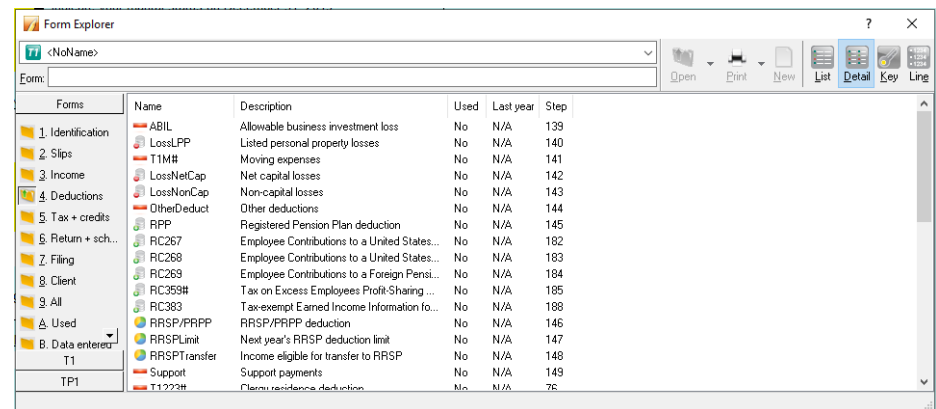 Form Explorer ? ×
T1 <NoName>
Form:
Open Print New List Detail Key Line
Forms
1. Identification
2. Slips
3. Income
4. Deductions
5. Tax + credits
6. Return + sch...
7. Filing
8. Client
9. All
A. Used
B. Data entered
T1
TP1
Name Description Used Last year Step
ABIL Allowable business investment loss No N/A 139
LossLPP Listed personal property losses No N/A 140
T1M# Moving expenses No N/A 141
LossNetCap Net capital losses No N/A 142
LossNonCap Non-capital losses No N/A 143
OtherDeduct Other deductions No N/A 144
RPP Registered Pension Plan deduction No N/A 145
RC267 Employee Contributions to a United States... No N/A 182
RC268 Employee Contributions to a United States... No N/A 183
RC269 Employee Contributions to a Foreign Pensi... No N/A 184
RC359# Tax on Excess Employees Profit-Sharing ... No N/A 185
RC383 Tax-exempt Earned Income Information fo... No N/A 188
RRSP/PRPP RRSP/PRPP deduction No N/A 146
RRSPLimit Next year's RRSP deduction limit No N/A 147
RRSPTransfer Income eligible for transfer to RRSP No N/A 148
Support Support payments No N/A 149
T1223# Clergy residence deduction No N/A 76